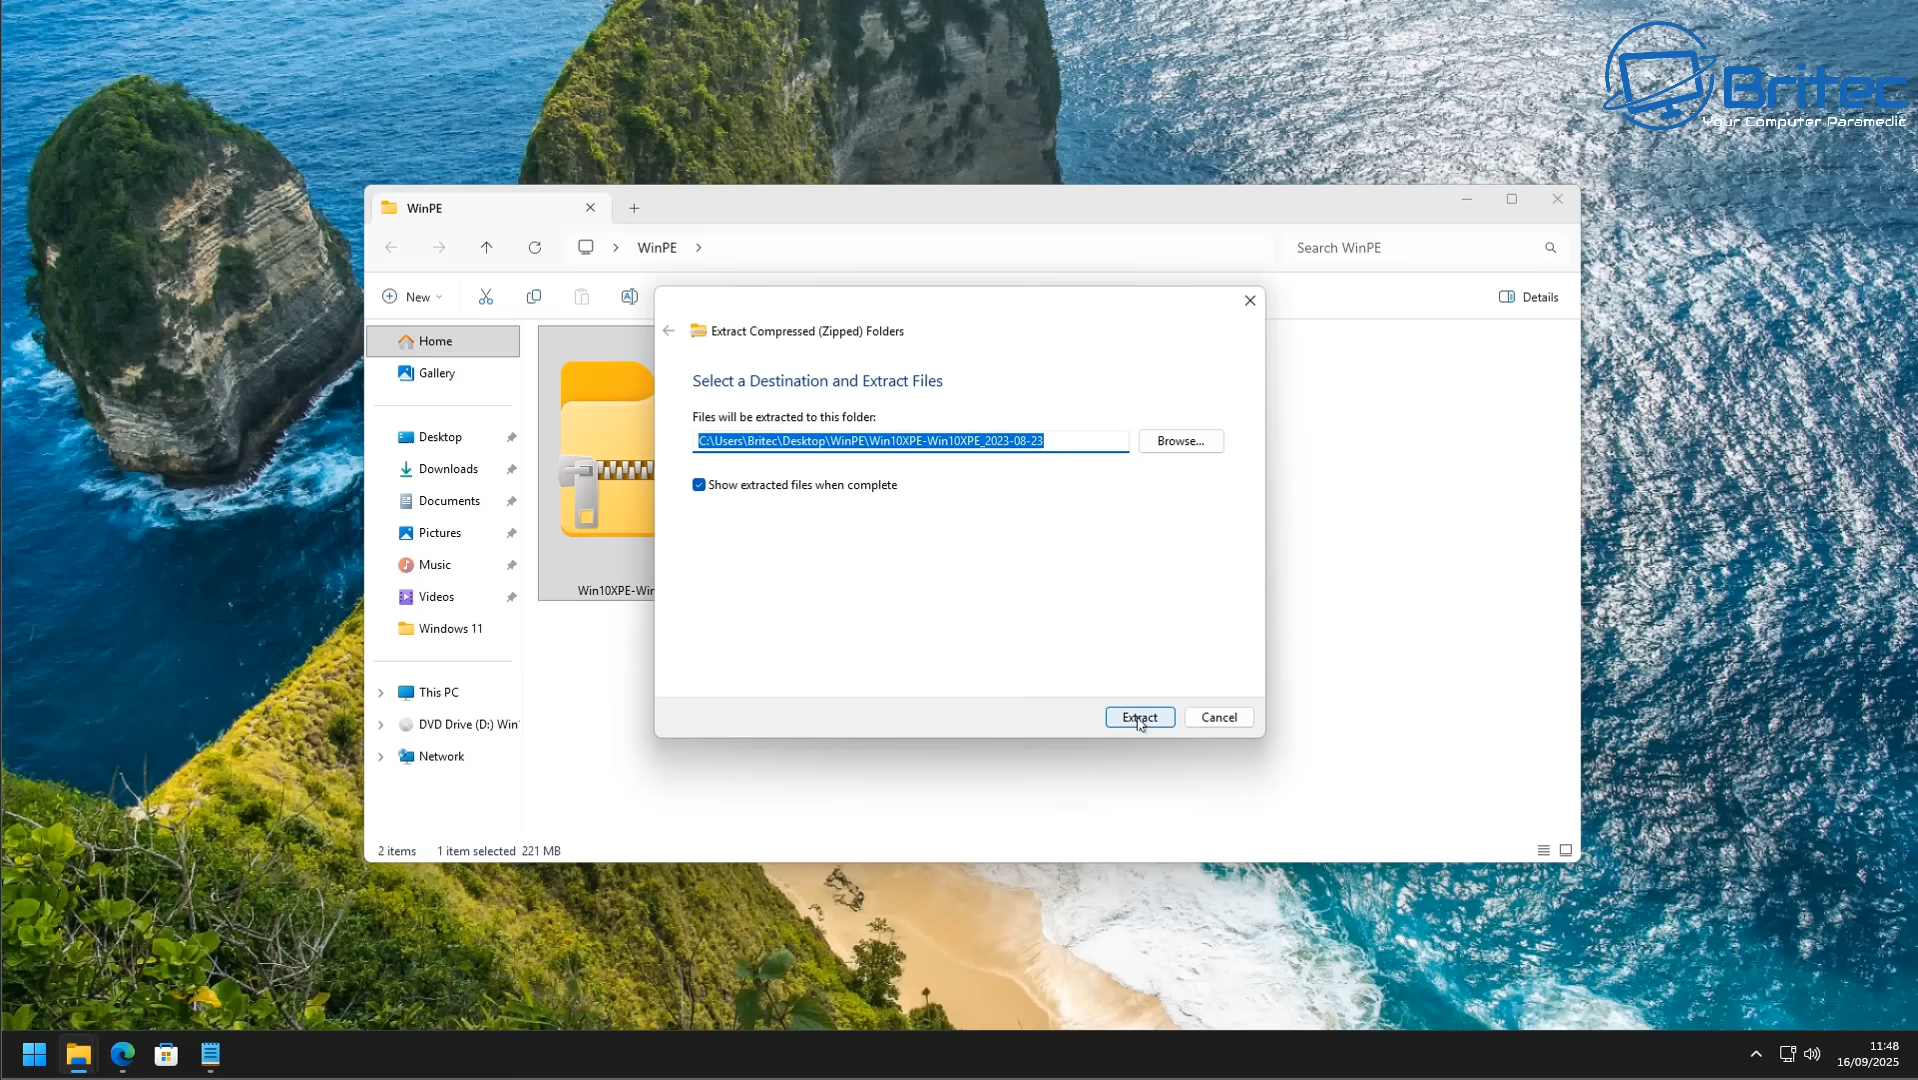 Britec
Your Computer Paramedic
WinPE
WinPE
Search WinPE
New
Details
Home
Gallery
Desktop
Downloads
Documents
Pictures
Music
Videos
Windows 11
This PC
DVD Drive (D:) Win
Network
Win10XPE-Win
Extract Compressed (Zipped) Folders
Select a Destination and Extract Files
Files will be extracted to this folder:
C:\Users\Britec\Desktop\WinPE\Win10XPE-Win10XPE_2023-08-23
Browse...
Show extracted files when complete
Extract
Cancel
2 items
1 item selected 221 MB
11:48
16/09/2025